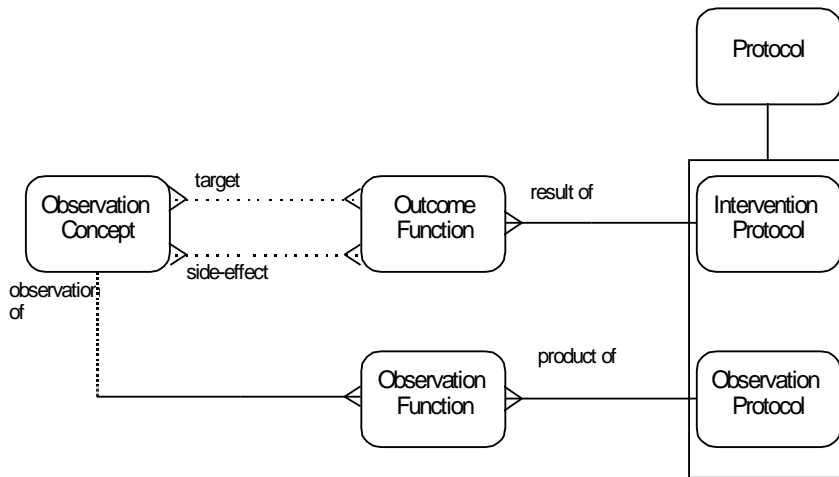 Protocol
target
result of
Observation
Concept
Outcome
Function
Intervention
Protocol
side-effect
observation
of
product of
Observation
Function
Observation
Protocol